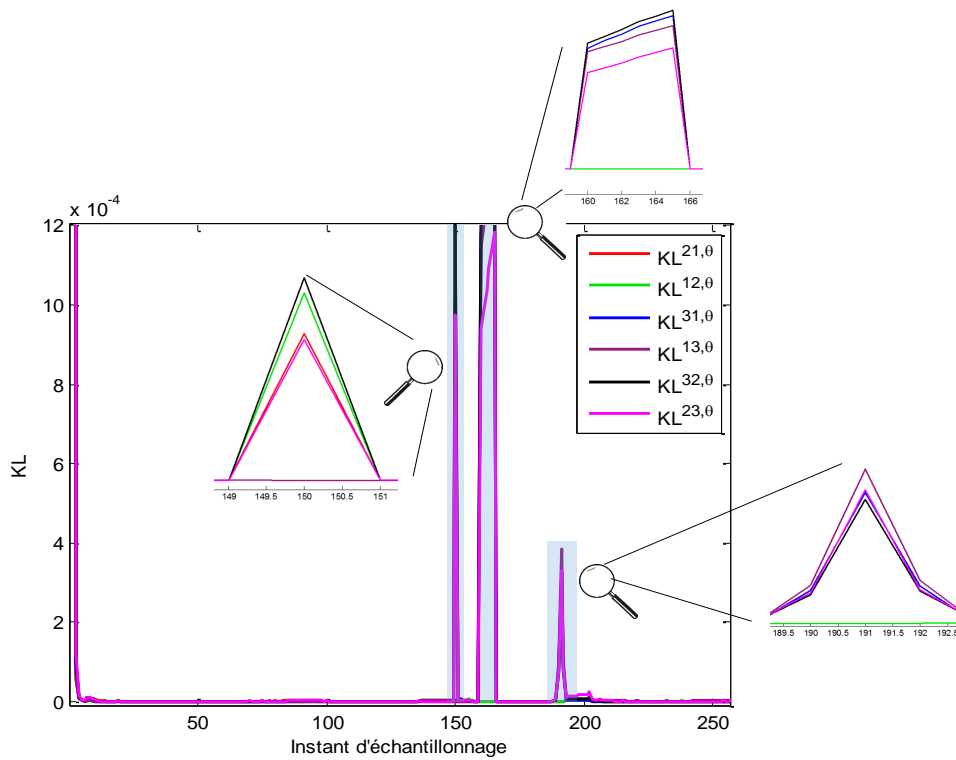 160 162 164 166
x 10^-4
12
10
8
6
4
2
0
KL
50 100 150 200 250
Instant d'échantillonnage
KL^21,θ
KL^12,θ
KL^31,θ
KL^13,θ
KL^32,θ
KL^23,θ
149 149.5 150 150.5 151
189.5 190 190.5 191 191.5 192 192.5